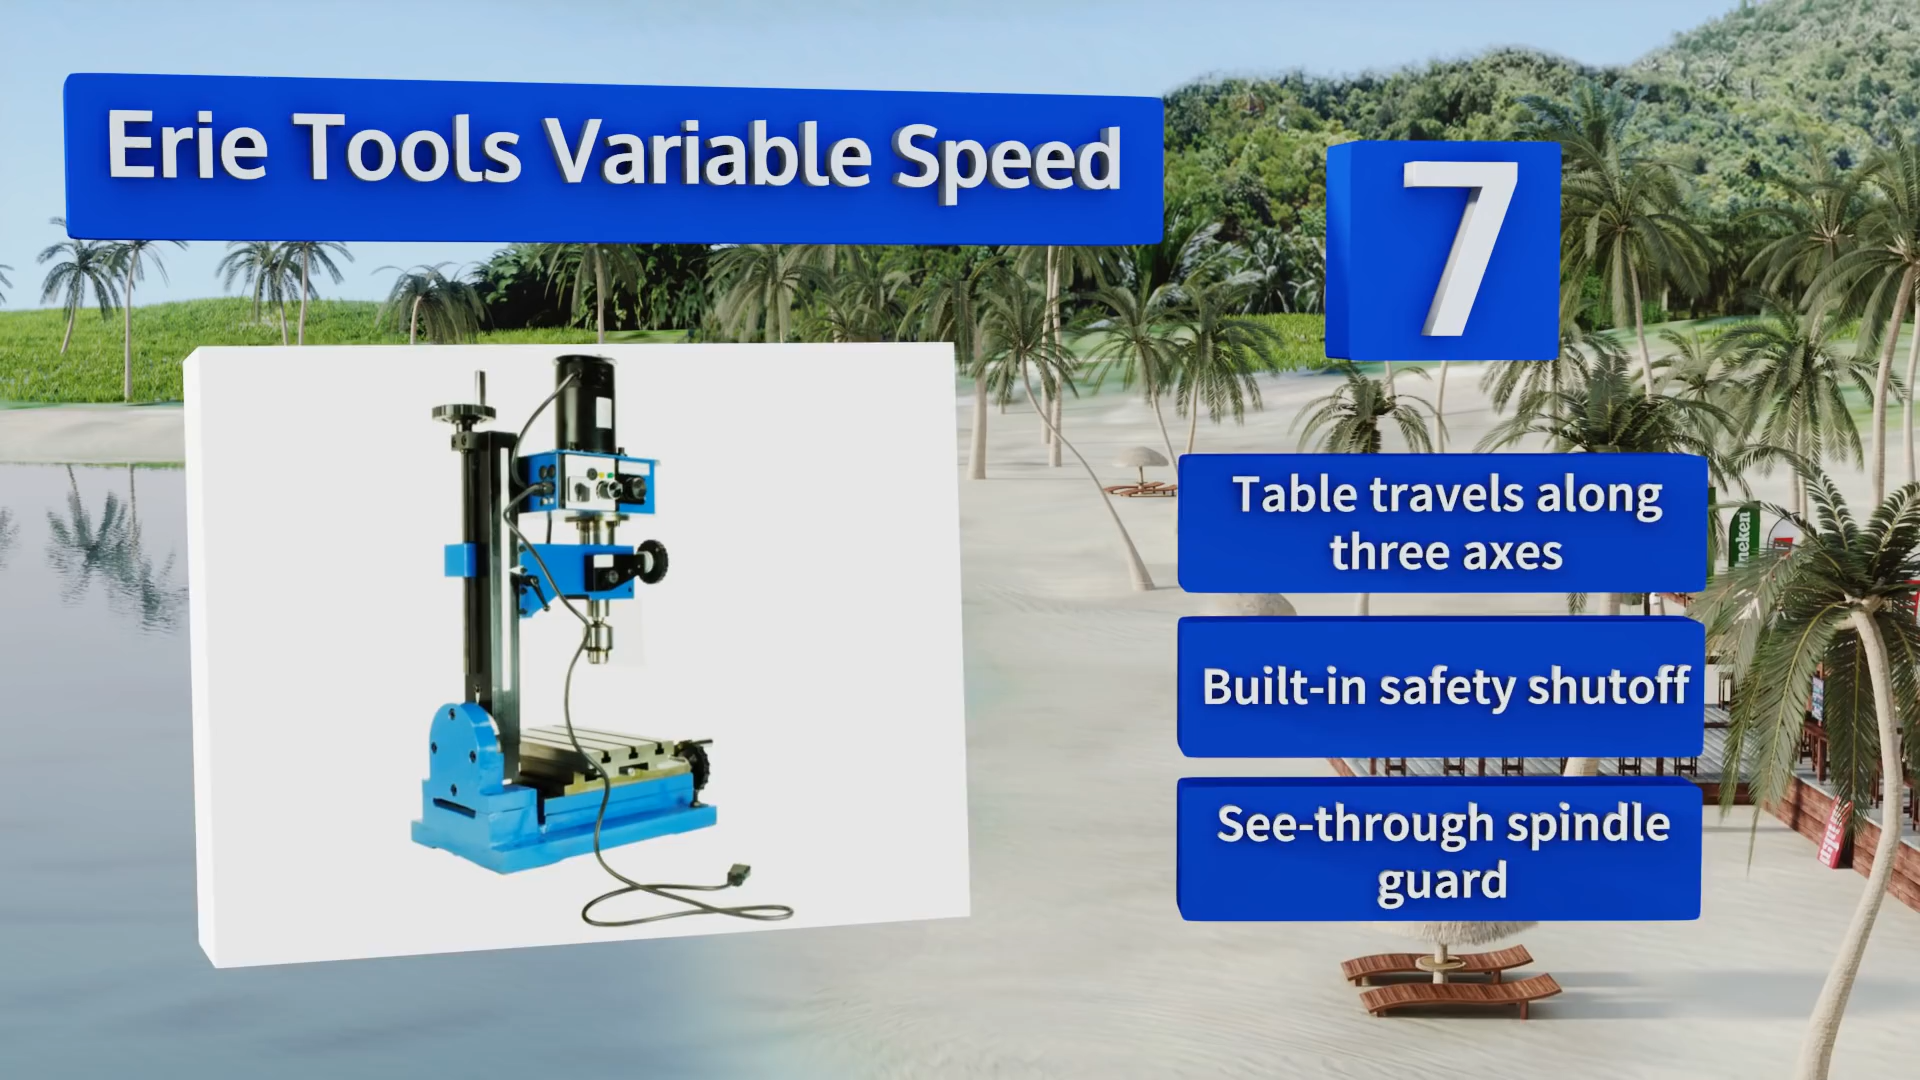 Erie Tools Variable Speed
7
Table travels along
three axes
Built-in safety shutoff
See-through spindle
guard